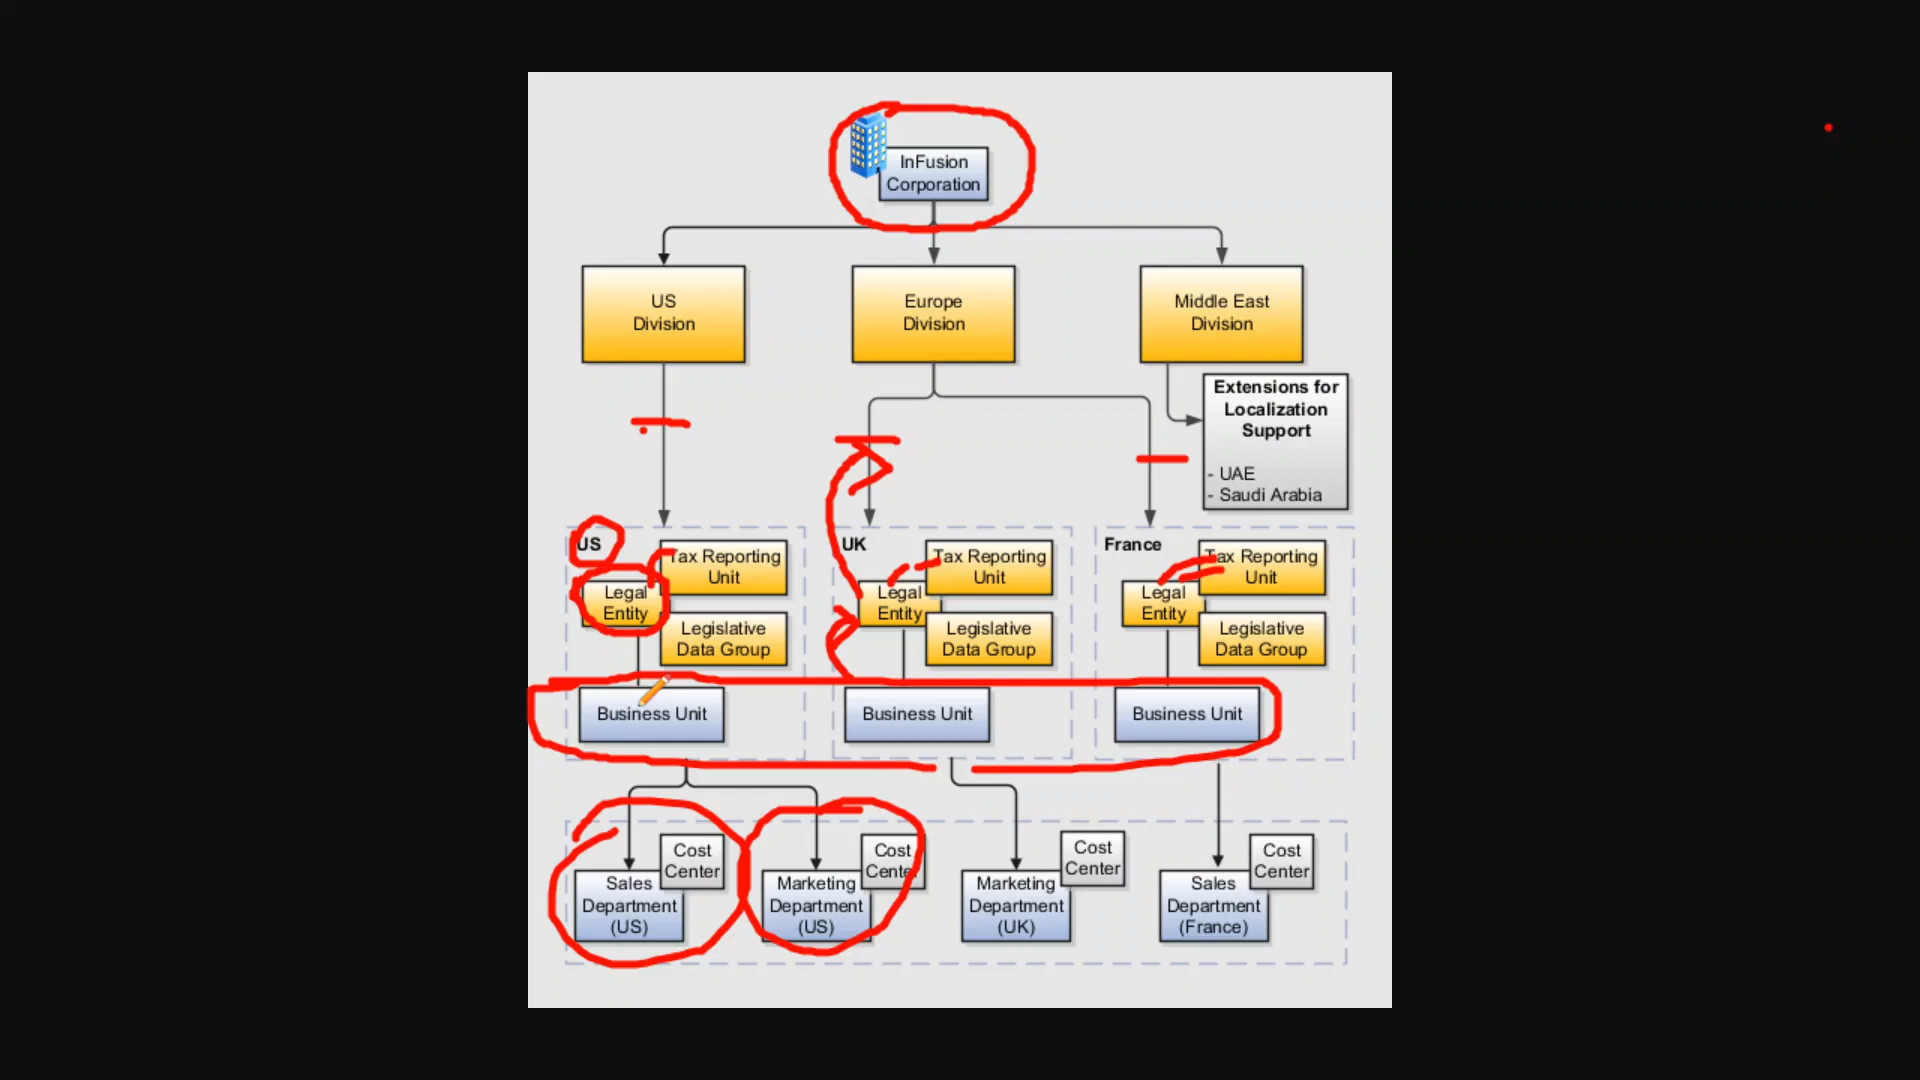 InFusion
Corporation
US
Division
Europe
Division
Middle East
Division
Extensions for
Localization
Support
- UAE
- Saudi Arabia
US
Tax Reporting
Unit
Legal
Entity
Legislative
Data Group
Business Unit
UK
Tax Reporting
Unit
Legal
Entity
Legislative
Data Group
Business Unit
France
Tax Reporting
Unit
Legal
Entity
Legislative
Data Group
Business Unit
Cost
Center
Sales
Department
(US)
Cost
Center
Marketing
Department
(US)
Cost
Center
Marketing
Department
(UK)
Cost
Center
Sales
Department
(France)